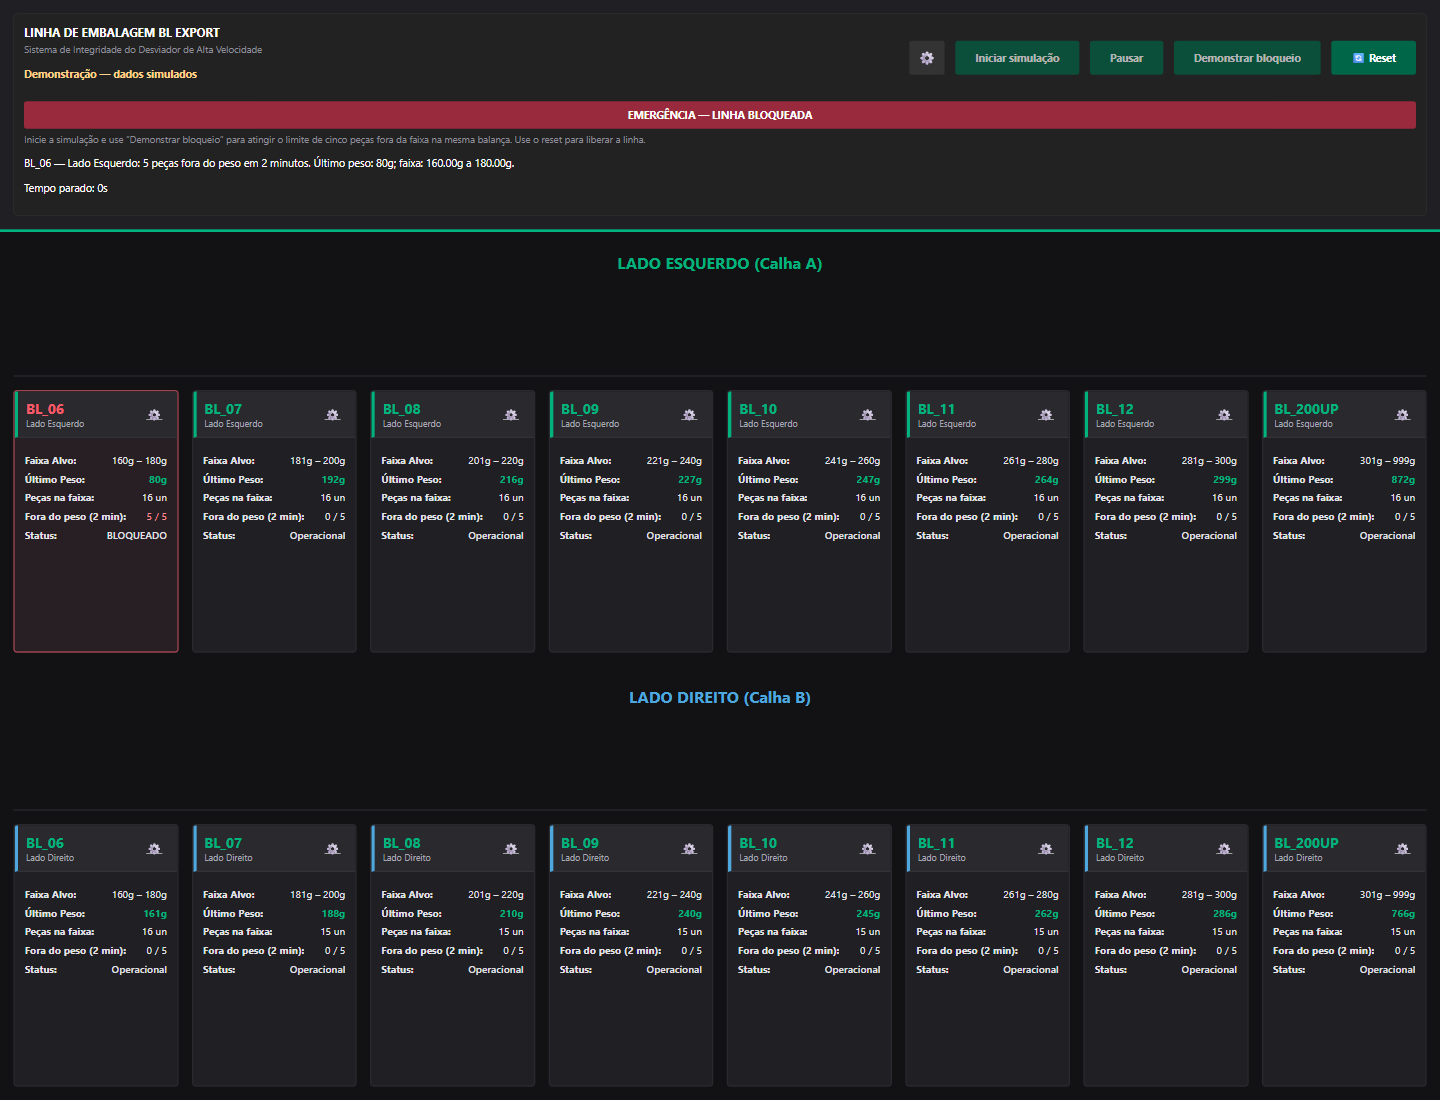 LINHA DE EMBALAGEM BL EXPORT
Sistema de Integridade do Desviador de Alta Velocidade
Demonstração — dados simulados
Iniciar simulação
Pausar
Demonstrar bloqueio
Reset
EMERGÊNCIA — LINHA BLOQUEADA
Inicie a simulação e use "Demonstrar bloqueio" para atingir o limite de cinco peças fora da faixa na mesma balança. Use o reset para liberar a linha.
BL_06 — Lado Esquerdo: 5 peças fora do peso em 2 minutos. Último peso: 80g; faixa: 160.00g a 180.00g.
Tempo parado: 0s
LADO ESQUERDO (Calha A)
BL_06
Lado Esquerdo
Faixa Alvo: 160g – 180g
Último Peso: 80g
Peças na faixa: 16 un
Fora do peso (2 min): 5 / 5
Status: BLOQUEADO
BL_07
Lado Esquerdo
Faixa Alvo: 181g – 200g
Último Peso: 192g
Peças na faixa: 16 un
Fora do peso (2 min): 0 / 5
Status: Operacional
BL_08
Lado Esquerdo
Faixa Alvo: 201g – 220g
Último Peso: 216g
Peças na faixa: 16 un
Fora do peso (2 min): 0 / 5
Status: Operacional
BL_09
Lado Esquerdo
Faixa Alvo: 221g – 240g
Último Peso: 227g
Peças na faixa: 16 un
Fora do peso (2 min): 0 / 5
Status: Operacional
BL_10
Lado Esquerdo
Faixa Alvo: 241g – 260g
Último Peso: 247g
Peças na faixa: 16 un
Fora do peso (2 min): 0 / 5
Status: Operacional
BL_11
Lado Esquerdo
Faixa Alvo: 261g – 280g
Último Peso: 264g
Peças na faixa: 16 un
Fora do peso (2 min): 0 / 5
Status: Operacional
BL_12
Lado Esquerdo
Faixa Alvo: 281g – 300g
Último Peso: 299g
Peças na faixa: 16 un
Fora do peso (2 min): 0 / 5
Status: Operacional
BL_200UP
Lado Esquerdo
Faixa Alvo: 301g – 999g
Último Peso: 872g
Peças na faixa: 16 un
Fora do peso (2 min): 0 / 5
Status: Operacional
LADO DIREITO (Calha B)
BL_06
Lado Direito
Faixa Alvo: 160g – 180g
Último Peso: 161g
Peças na faixa: 16 un
Fora do peso (2 min): 0 / 5
Status: Operacional
BL_07
Lado Direito
Faixa Alvo: 181g – 200g
Último Peso: 188g
Peças na faixa: 15 un
Fora do peso (2 min): 0 / 5
Status: Operacional
BL_08
Lado Direito
Faixa Alvo: 201g – 220g
Último Peso: 210g
Peças na faixa: 15 un
Fora do peso (2 min): 0 / 5
Status: Operacional
BL_09
Lado Direito
Faixa Alvo: 221g – 240g
Último Peso: 240g
Peças na faixa: 15 un
Fora do peso (2 min): 0 / 5
Status: Operacional
BL_10
Lado Direito
Faixa Alvo: 241g – 260g
Último Peso: 245g
Peças na faixa: 15 un
Fora do peso (2 min): 0 / 5
Status: Operacional
BL_11
Lado Direito
Faixa Alvo: 261g – 280g
Último Peso: 262g
Peças na faixa: 15 un
Fora do peso (2 min): 0 / 5
Status: Operacional
BL_12
Lado Direito
Faixa Alvo: 281g – 300g
Último Peso: 286g
Peças na faixa: 15 un
Fora do peso (2 min): 0 / 5
Status: Operacional
BL_200UP
Lado Direito
Faixa Alvo: 301g – 999g
Último Peso: 766g
Peças na faixa: 15 un
Fora do peso (2 min): 0 / 5
Status: Operacional